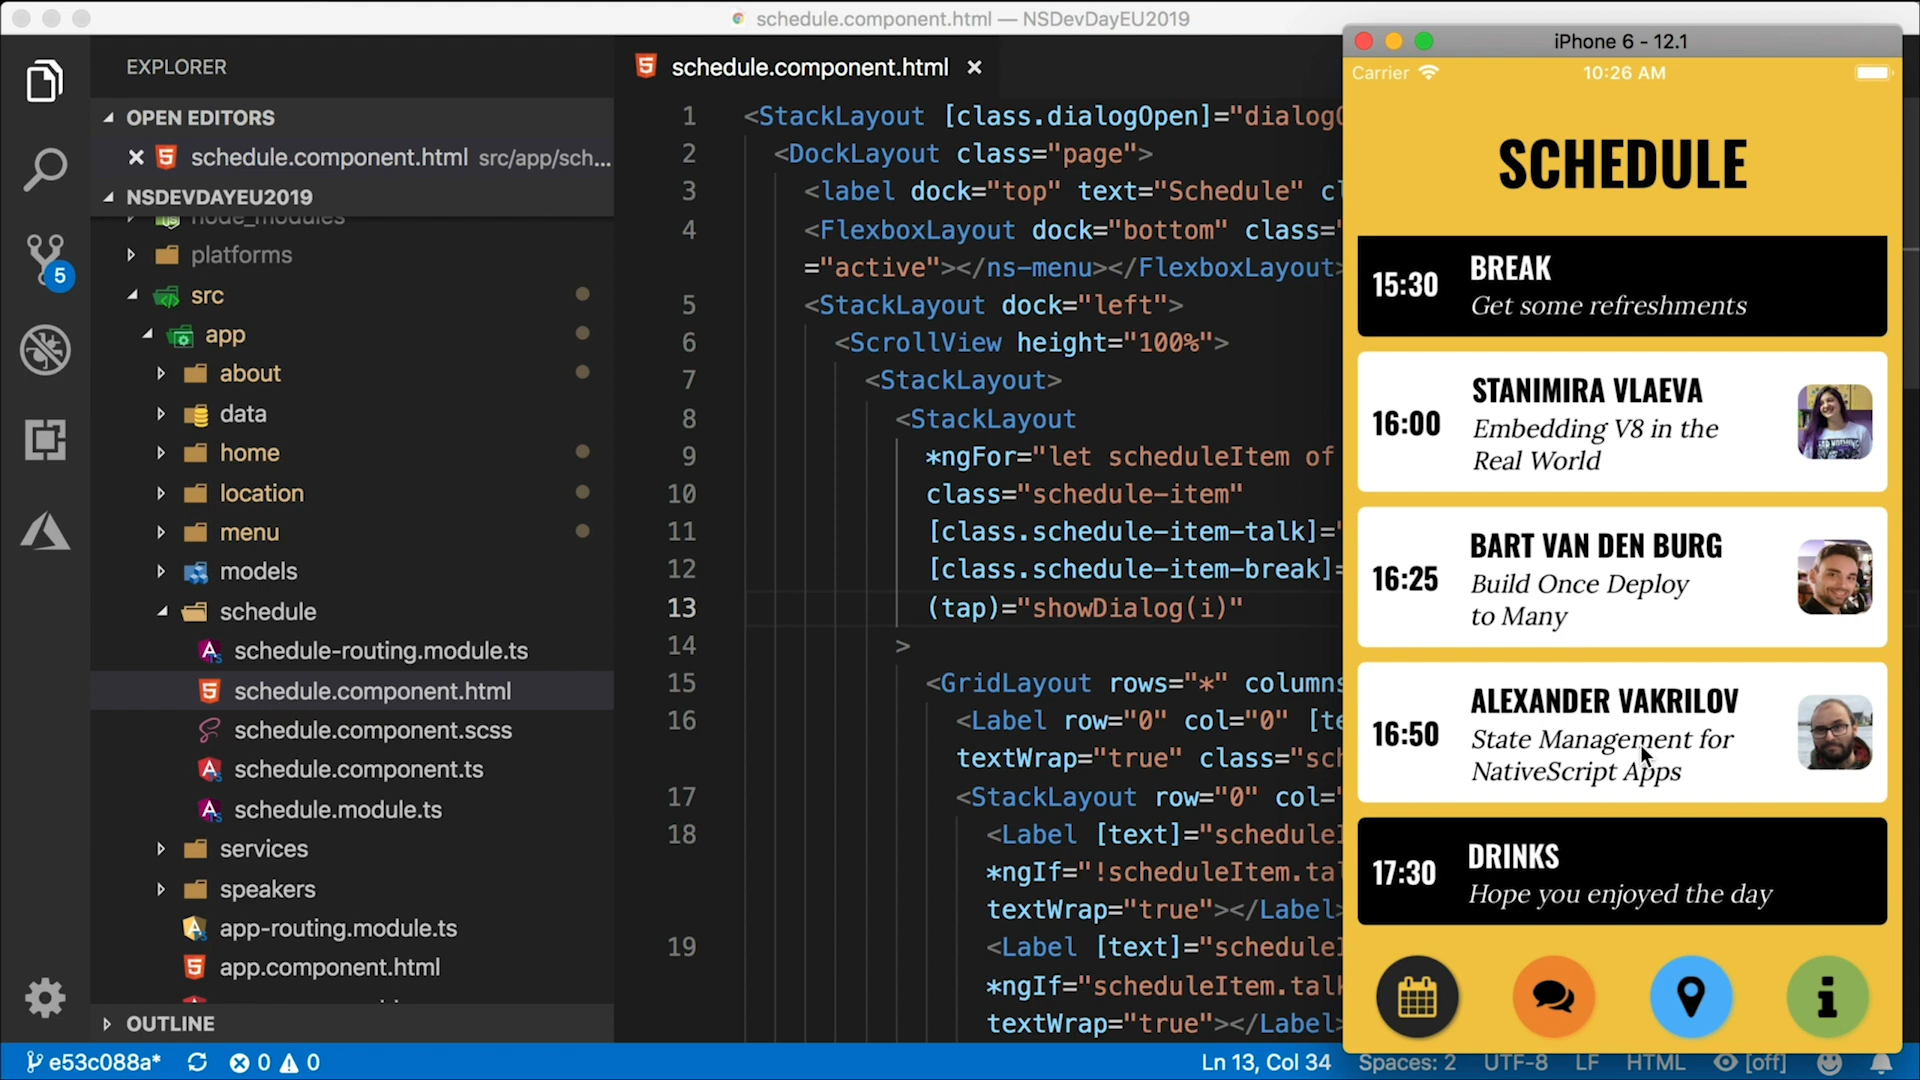 schedule.component.html — NSDevDayEU2019
EXPLORER
OPEN EDITORS
schedule.component.html src/app/sch...
NSDEVDAYEU2019
node_modules
platforms
src
app
about
data
home
location
menu
models
schedule
schedule-routing.module.ts
schedule.component.html
schedule.component.scss
schedule.component.ts
schedule.module.ts
services
speakers
app-routing.module.ts
app.component.html
OUTLINE
5
schedule.component.html
1 <StackLayout [class.dialogOpen]="dialogO
2 <DockLayout class="page">
3 <label dock="top" text="Schedule" cl
4 <FlexboxLayout dock="bottom" class="
="active"></ns-menu></FlexboxLayout>
5 <StackLayout dock="left">
6 <ScrollView height="100%">
7 <StackLayout>
8 <StackLayout
9 *ngFor="let scheduleItem of
10 class="schedule-item"
11 [class.schedule-item-talk]="
12 [class.schedule-item-break]=
13 (tap)="showDialog(i)"
14 >
15 <GridLayout rows="*" columns
16 <Label row="0" col="0" [te
textWrap="true" class="sch
17 <StackLayout row="0" col="
18 <Label [text]="scheduleI
*ngIf="!scheduleItem.tal
textWrap="true"></Label>
19 <Label [text]="scheduleI
*ngIf="scheduleItem.talk
textWrap="true"></Label>
iPhone 6 - 12.1
Carrier 10:26 AM
SCHEDULE
15:30 BREAK
Get some refreshments
16:00 STANIMIRA VLAEVA
Embedding V8 in the
Real World
16:25 BART VAN DEN BURG
Build Once Deploy
to Many
16:50 ALEXANDER VAKRILOV
State Management for
NativeScript Apps
17:30 DRINKS
Hope you enjoyed the day
e53c088a* 0 0 Ln 13, Col 34 Spaces: 2 UTF-8 LF HTML [off]